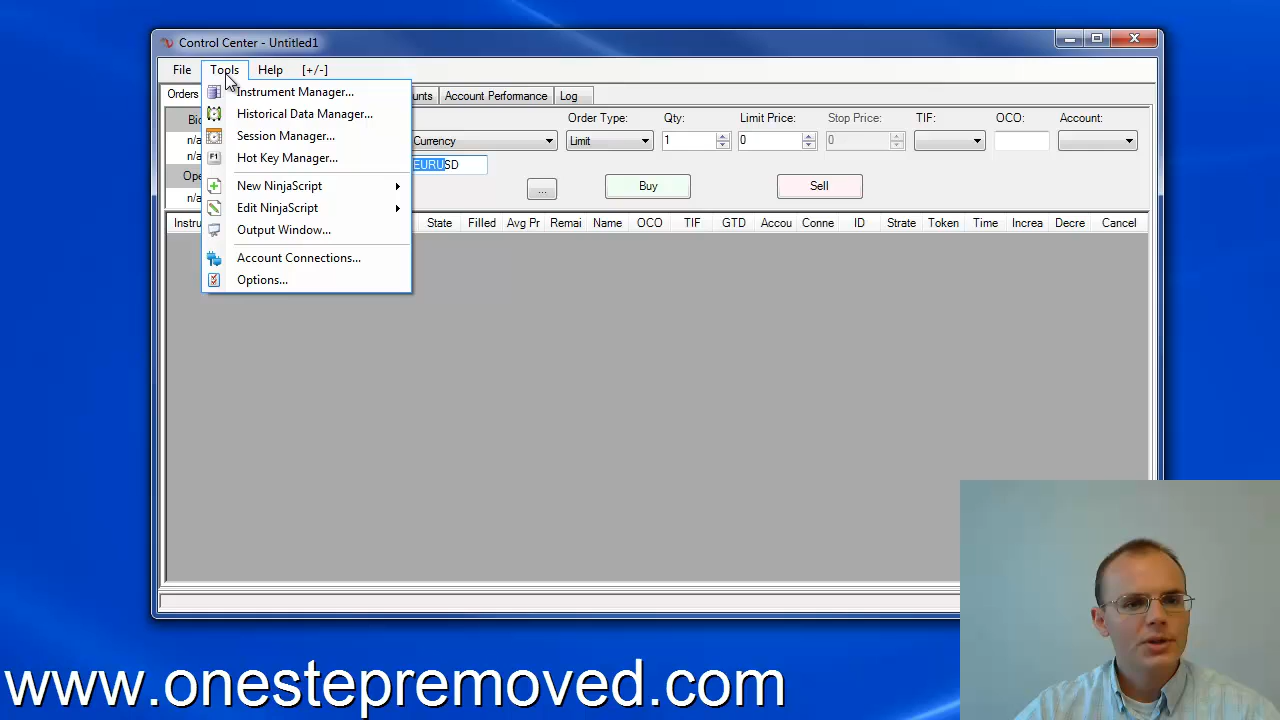 Control Center - Untitled1
File Tools Help [+/-]
Orders unts Account Performance Log
Instrument Manager...
Historical Data Manager...
Session Manager...
Hot Key Manager...
New NinjaScript
Edit NinjaScript
Output Window...
Account Connections...
Options...
F1
Order Type: Qty: Limit Price: Stop Price: TIF: OCO: Account:
n/a Currency Limit 1 0 0
n/a EURUSD
Ope ... Buy Sell
n/a
Instru State Filled Avg Pr Remai Name OCO TIF GTD Accou Conne ID Strate Token Time Increa Decre Cancel
www.onestepremoved.com